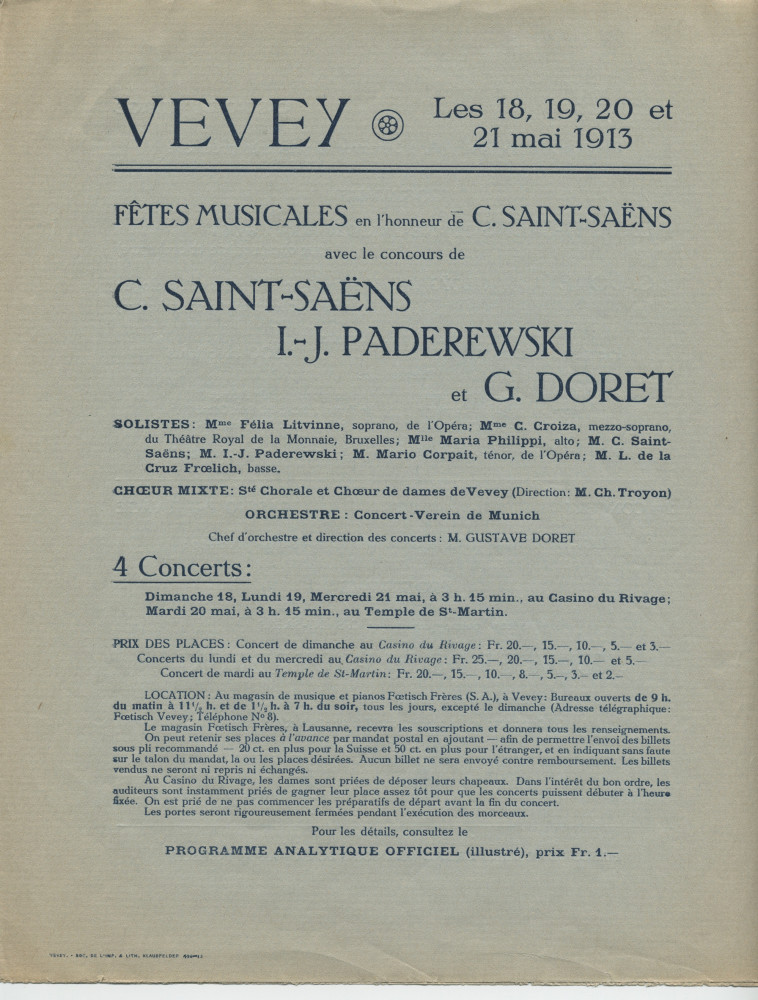 VEVEY Les 18, 19, 20 et
21 mai 1913
FÊTES MUSICALES en l'honneur de C. SAINT-SAËNS
avec le concours de
C. SAINT-SAËNS
I.-J. PADEREWSKI
et G. DORET
SOLISTES: Mme Félia Litvinne, soprano, de l'Opéra; Mme C. Croiza, mezzo-soprano,
du Théâtre Royal de la Monnaie, Bruxelles; Mlle Maria Philippi, alto; M. C. Saint-
Saëns; M. I.-J. Paderewski; M. Mario Corpait, ténor, de l'Opéra; M. L. de la
Cruz Frœlich, basse.
CHŒUR MIXTE: Sté Chorale et Chœur de dames de Vevey (Direction: M. Ch. Troyon)
ORCHESTRE: Concert-Verein de Munich
Chef d'orchestre et direction des concerts: M. GUSTAVE DORET
4 Concerts:
Dimanche 18, Lundi 19, Mercredi 21 mai, à 3 h. 15 min., au Casino du Rivage;
Mardi 20 mai, à 3 h. 15 min., au Temple de St-Martin.
PRIX DES PLACES: Concert de dimanche au Casino du Rivage: Fr. 20.—, 15.—, 10.—, 5.— et 3.—
Concerts du lundi et du mercredi au Casino du Rivage: Fr. 25.—, 20.—, 15.—, 10.— et 5.—
Concert de mardi au Temple de St-Martin: Fr. 20.—, 15.—, 10.—, 8.—, 5.—, 3.— et 2.—
LOCATION: Au magasin de musique et pianos Fœtisch Frères (S. A.), à Vevey: Bureaux ouverts de 9 h.
du matin à 11 1/2 h. et de 1 1/2 h. à 7 h. du soir, tous les jours, excepté le dimanche (Adresse télégraphique:
Fœtisch Vevey; Téléphone No 8).
Le magasin Fœtisch Frères, à Lausanne, recevra les souscriptions et donnera tous les renseignements.
On peut retenir ses places à l'avance par mandat postal en ajoutant — afin de permettre l'envoi des billets
sous pli recommandé — 20 ct. en plus pour la Suisse et 50 ct. en plus pour l'étranger, et en indiquant sans faute
sur le talon du mandat, la ou les places désirées. Aucun billet ne sera envoyé contre remboursement. Les billets
vendus ne seront ni repris ni échangés.
Au Casino du Rivage, les dames sont priées de déposer leurs chapeaux. Dans l'intérêt du bon ordre, les
auditeurs sont instamment priés de gagner leur place assez tôt pour que les concerts puissent débuter à l'heure
fixée. On est prié de ne pas commencer les préparatifs de départ avant la fin du concert.
Les portes seront rigoureusement fermées pendant l'exécution des morceaux.
Pour les détails, consultez le
PROGRAMME ANALYTIQUE OFFICIEL (illustré), prix Fr. 1.—
VEVEY. - SOC. DE L'IMP. & LITH. KLAUSFELDER